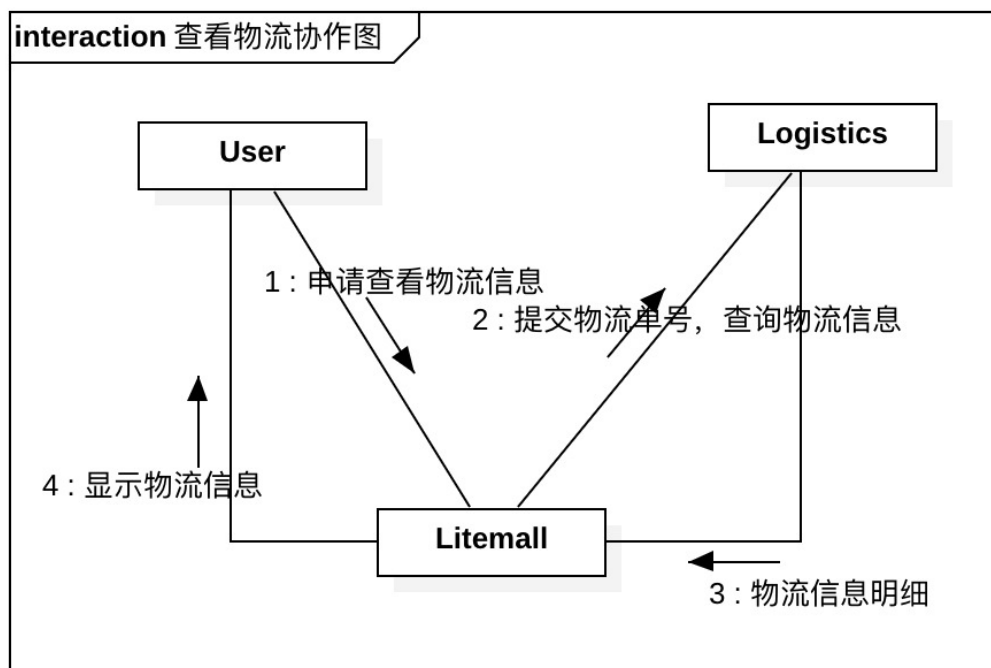 interaction 查看物流协作图
User
Logistics
1 : 申请查看物流信息
2 : 提交物流单号，查询物流信息
4 : 显示物流信息
Litemall
3 : 物流信息明细